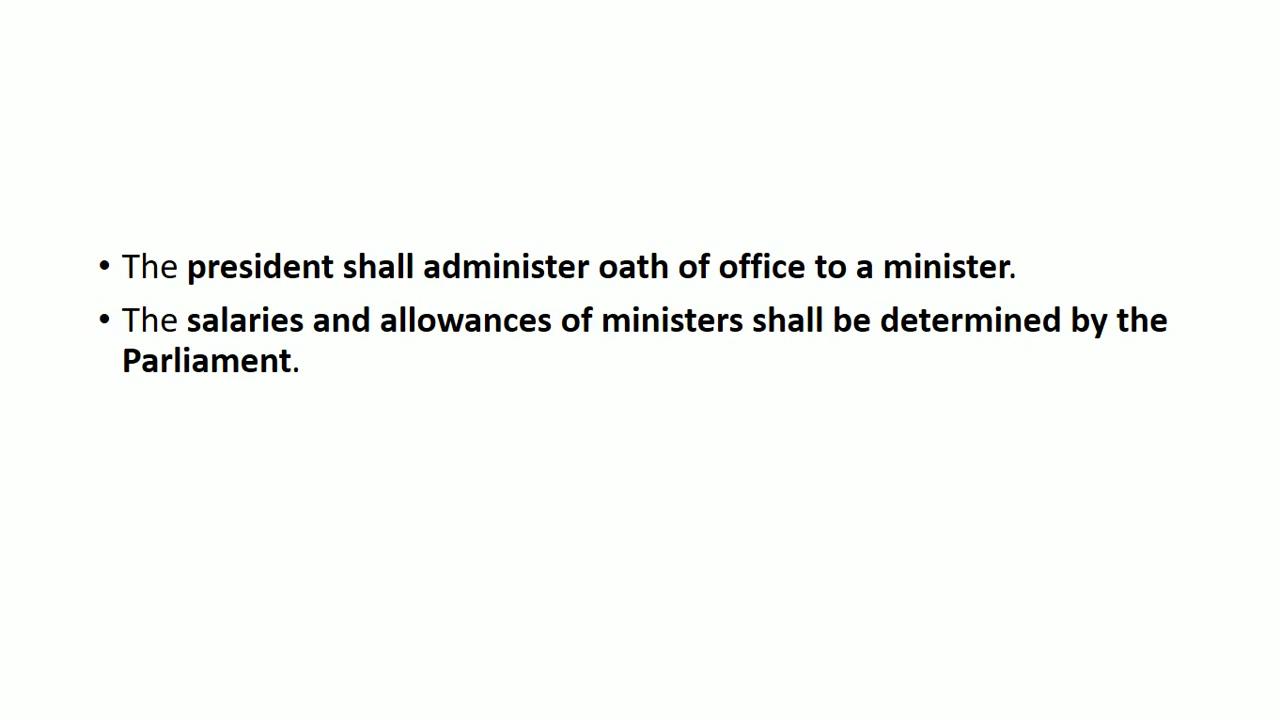 • The president shall administer oath of office to a minister.
• The salaries and allowances of ministers shall be determined by the
Parliament.